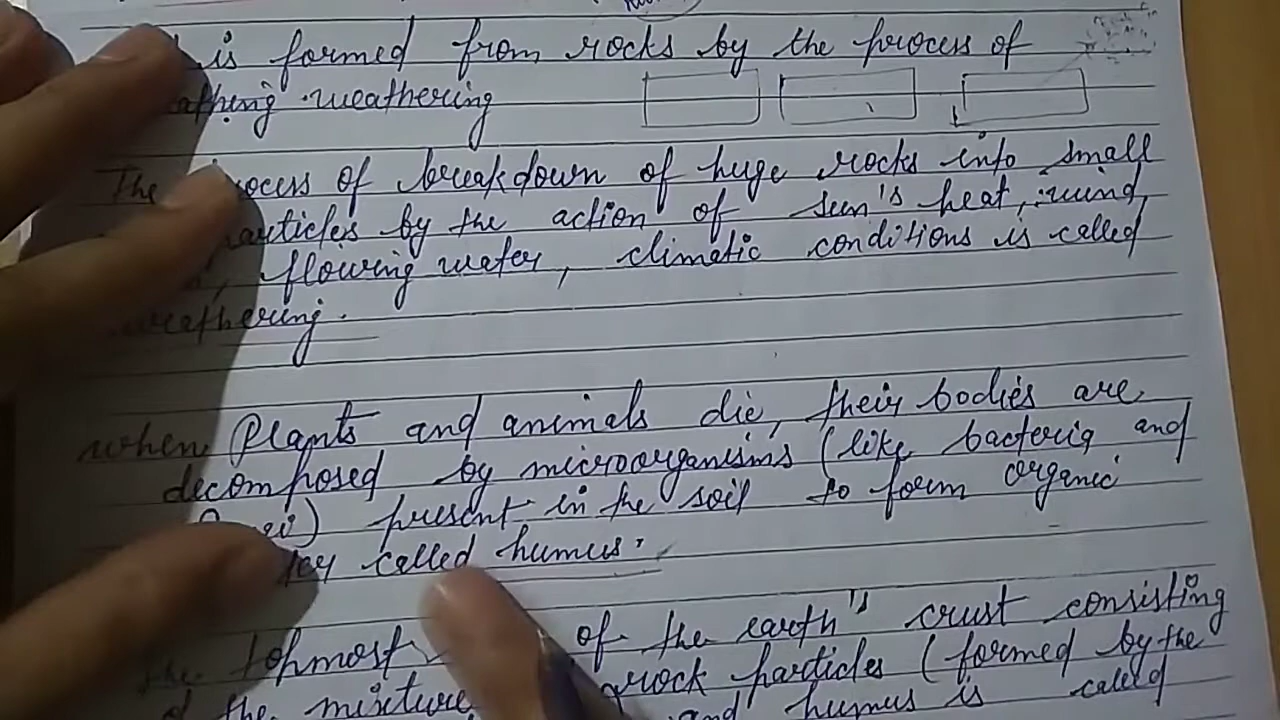 is formed from rocks by the process of
weathering
The process of breakdown of huge rocks into small
particles by the action of sun's heat, wind,
flowing water, climatic conditions is called
weathering.
when Plants and animals die, their bodies are
decomposed by microorganisms (like bacteria and
present in the soil to form organic
called humus.
the topmost of the earth's crust consisting
of the mixture rock particles (formed by the
and humus is called